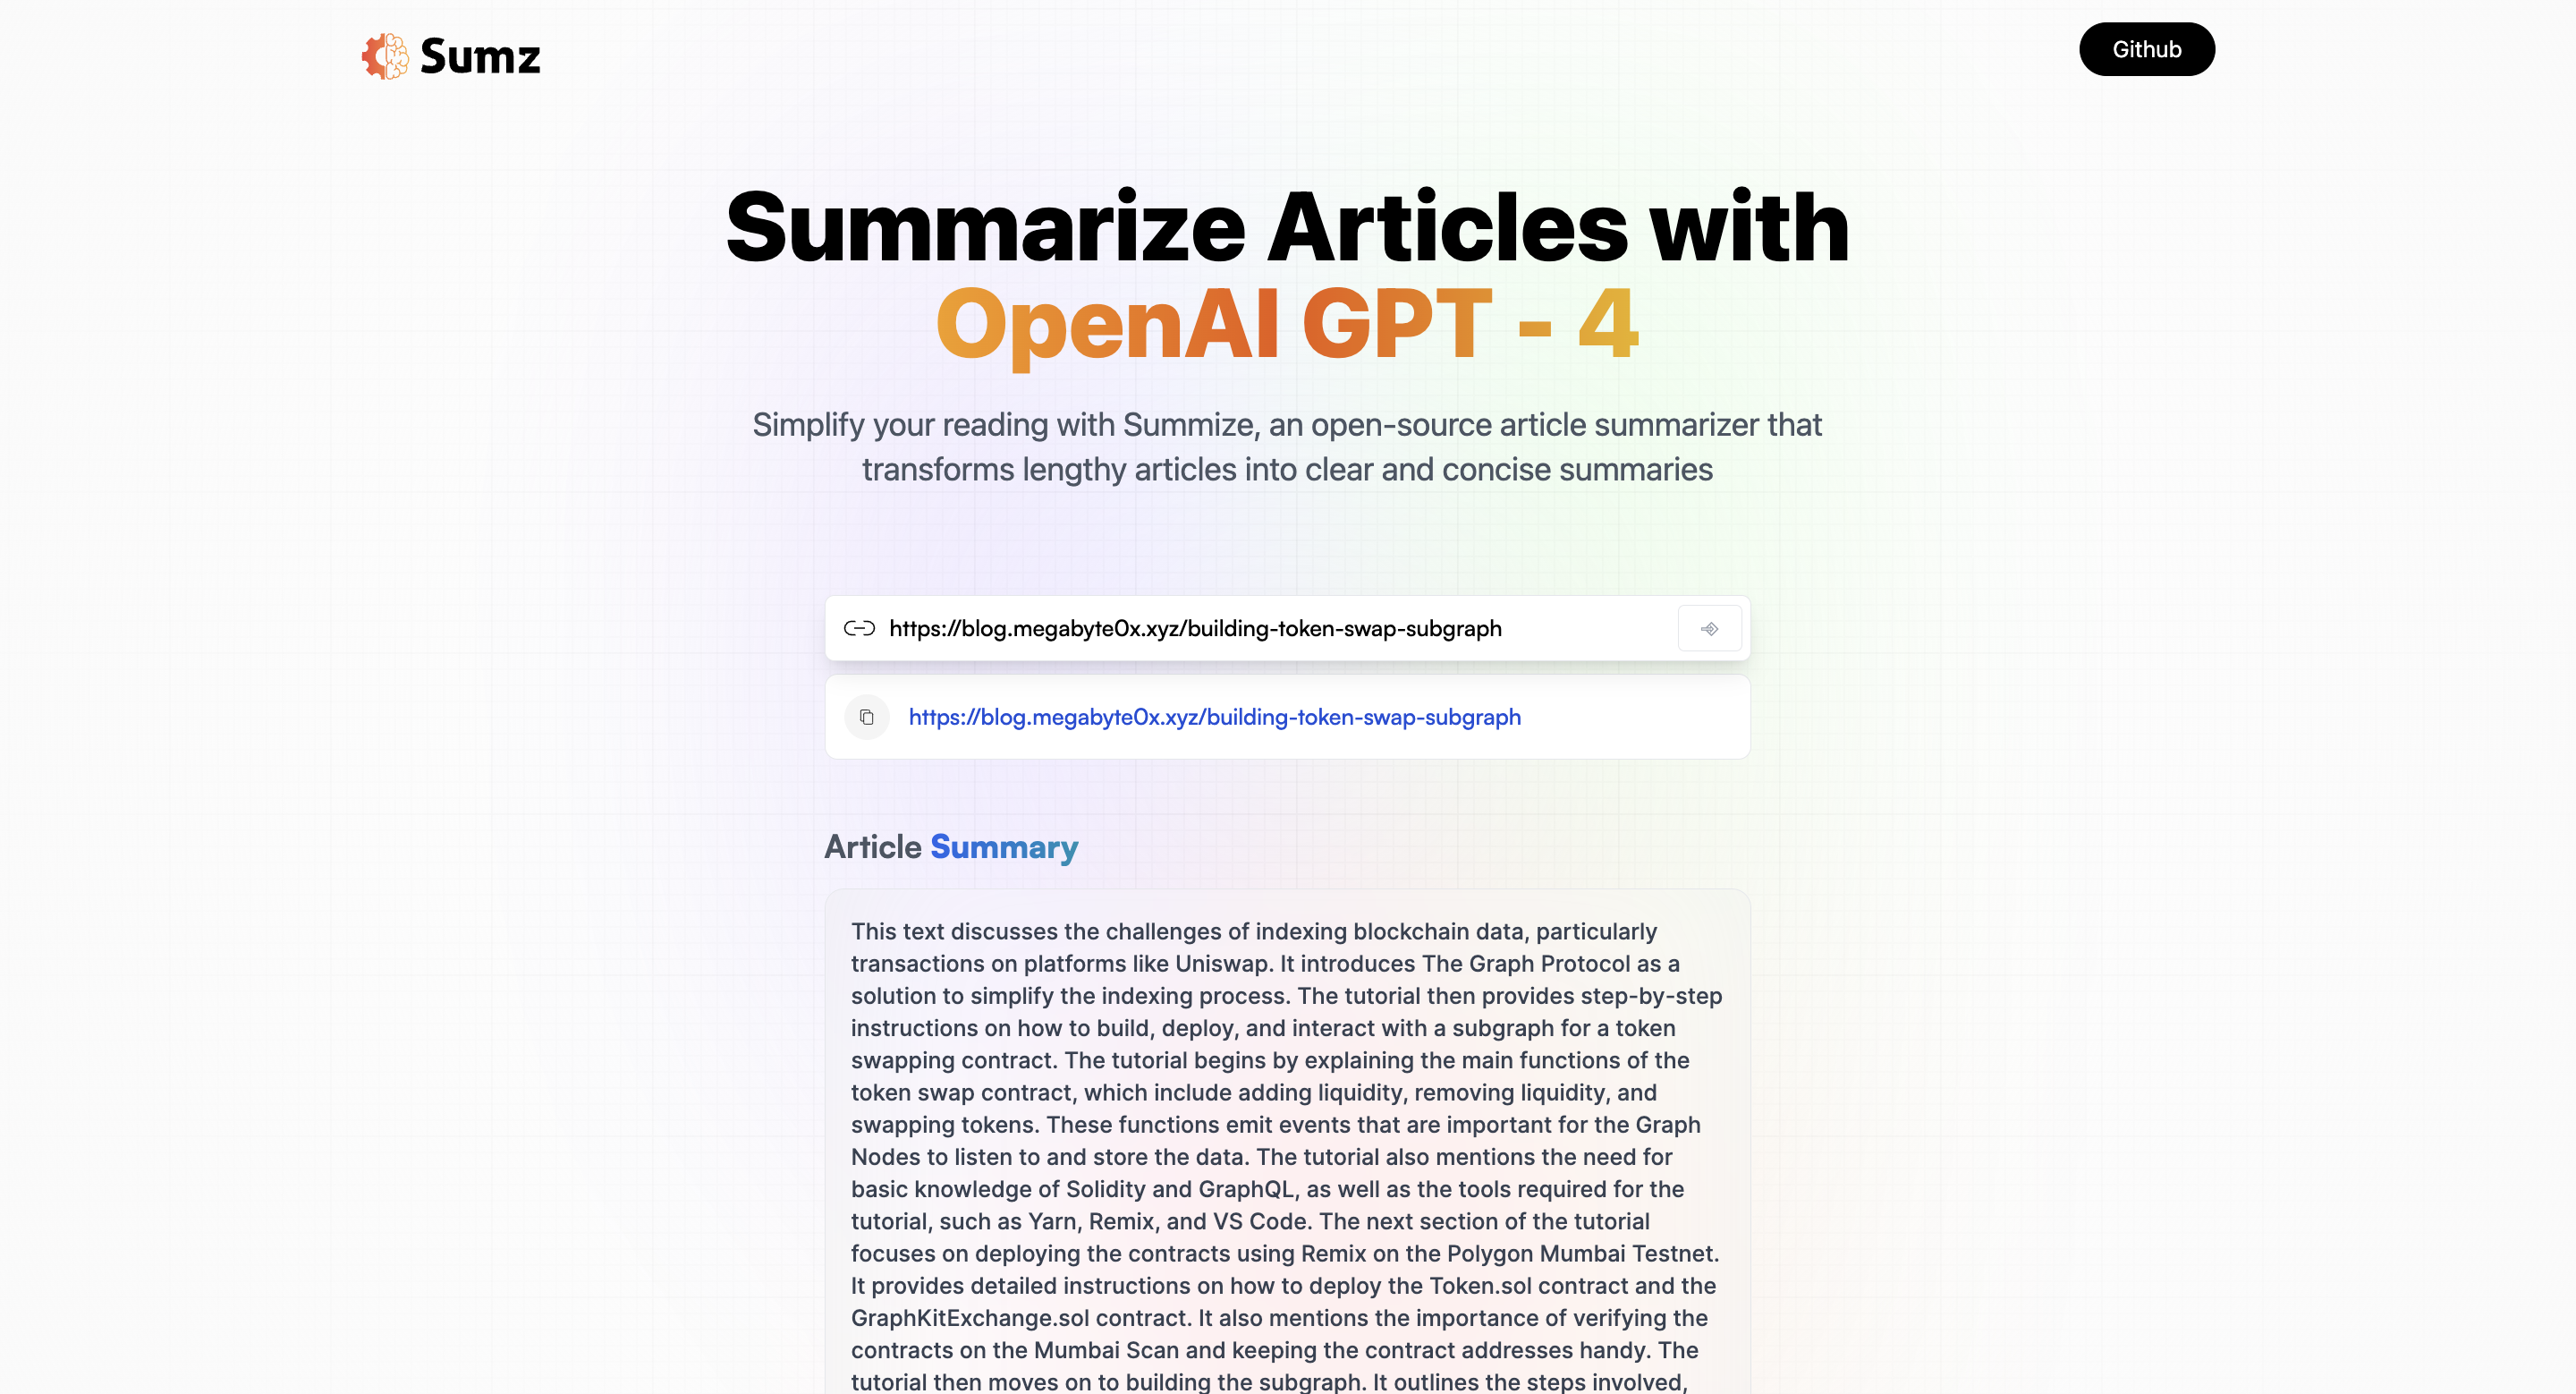 Sumz
Github
Summarize Articles with
OpenAI GPT - 4
Simplify your reading with Summize, an open-source article summarizer that
transforms lengthy articles into clear and concise summaries
https://blog.megabyte0x.xyz/building-token-swap-subgraph
https://blog.megabyte0x.xyz/building-token-swap-subgraph
Article Summary
This text discusses the challenges of indexing blockchain data, particularly
transactions on platforms like Uniswap. It introduces The Graph Protocol as a
solution to simplify the indexing process. The tutorial then provides step-by-step
instructions on how to build, deploy, and interact with a subgraph for a token
swapping contract. The tutorial begins by explaining the main functions of the
token swap contract, which include adding liquidity, removing liquidity, and
swapping tokens. These functions emit events that are important for the Graph
Nodes to listen to and store the data. The tutorial also mentions the need for
basic knowledge of Solidity and GraphQL, as well as the tools required for the
tutorial, such as Yarn, Remix, and VS Code. The next section of the tutorial
focuses on deploying the contracts using Remix on the Polygon Mumbai Testnet.
It provides detailed instructions on how to deploy the Token.sol contract and the
GraphKitExchange.sol contract. It also mentions the importance of verifying the
contracts on the Mumbai Scan and keeping the contract addresses handy. The
tutorial then moves on to building the subgraph. It outlines the steps involved,